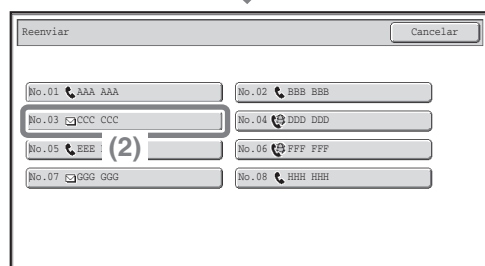 Reenviar Cancelar
No.01 AAA AAA No.02 BBB BBB
No.03 CCC CCC No.04 DDD DDD
No.05 EEE (2) No.06 FFF FFF
No.07 GGG GGG No.08 HHH HHH